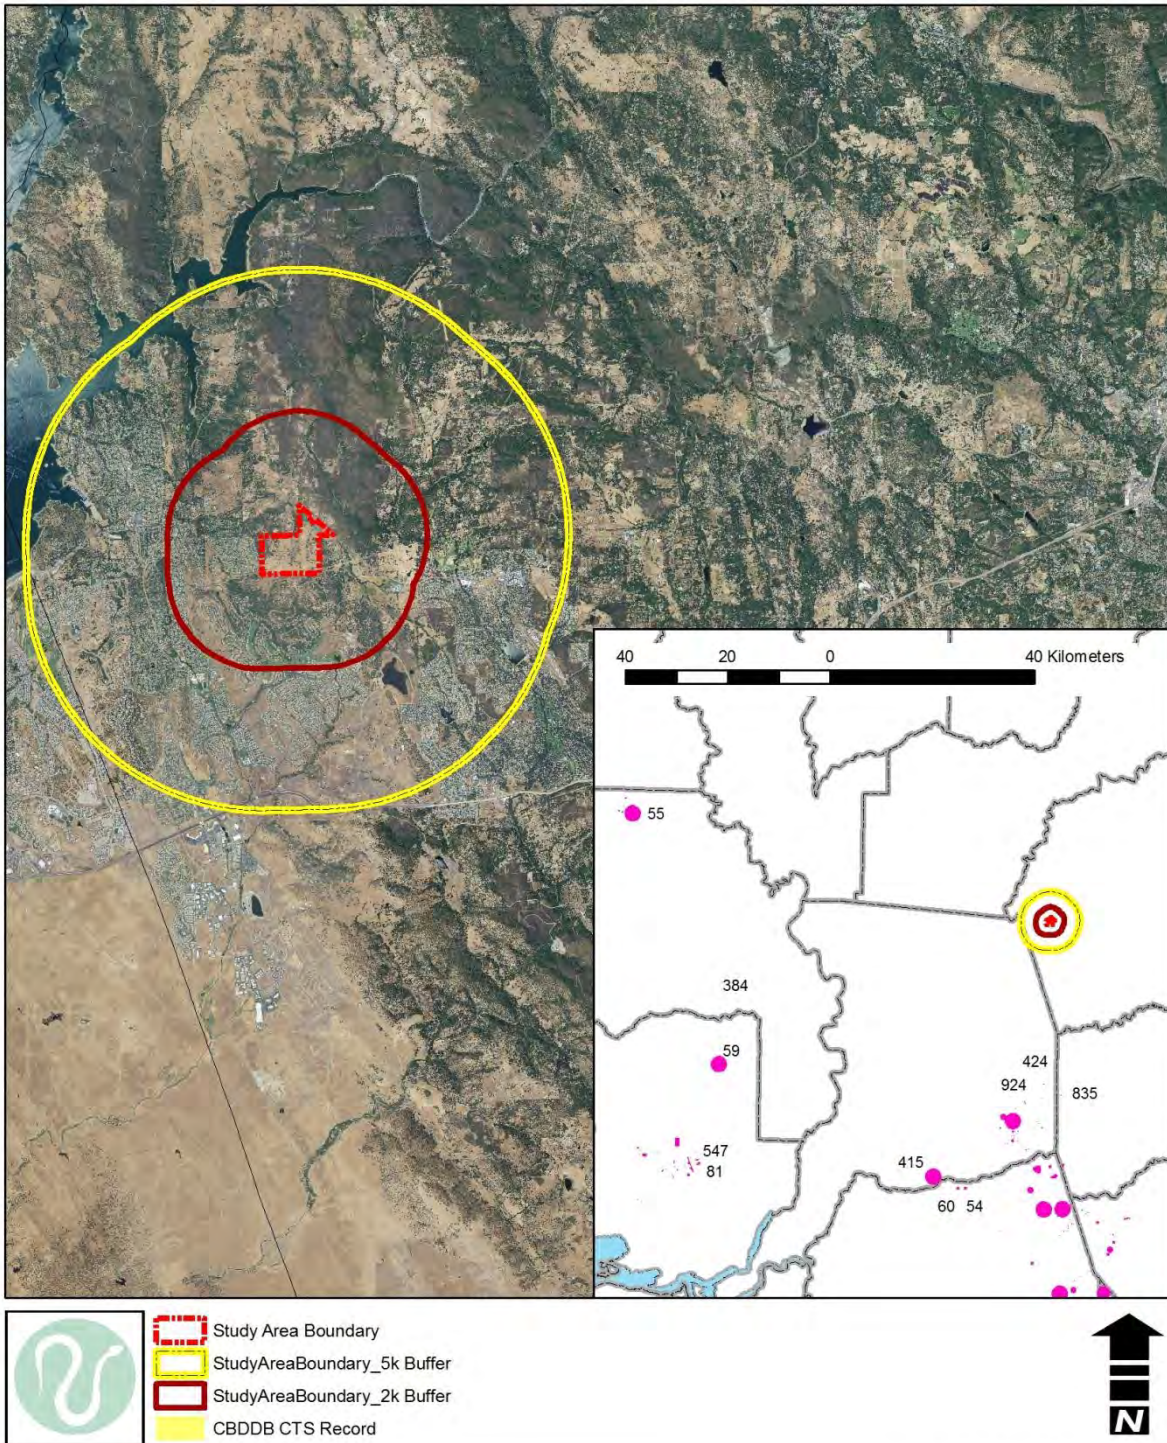 40 20 0 40 Kilometers
55
384
59
424
924
835
547
81
415
60 54
Study Area Boundary
StudyAreaBoundary_5k Buffer
StudyAreaBoundary_2k Buffer
CBDDB CTS Record
N